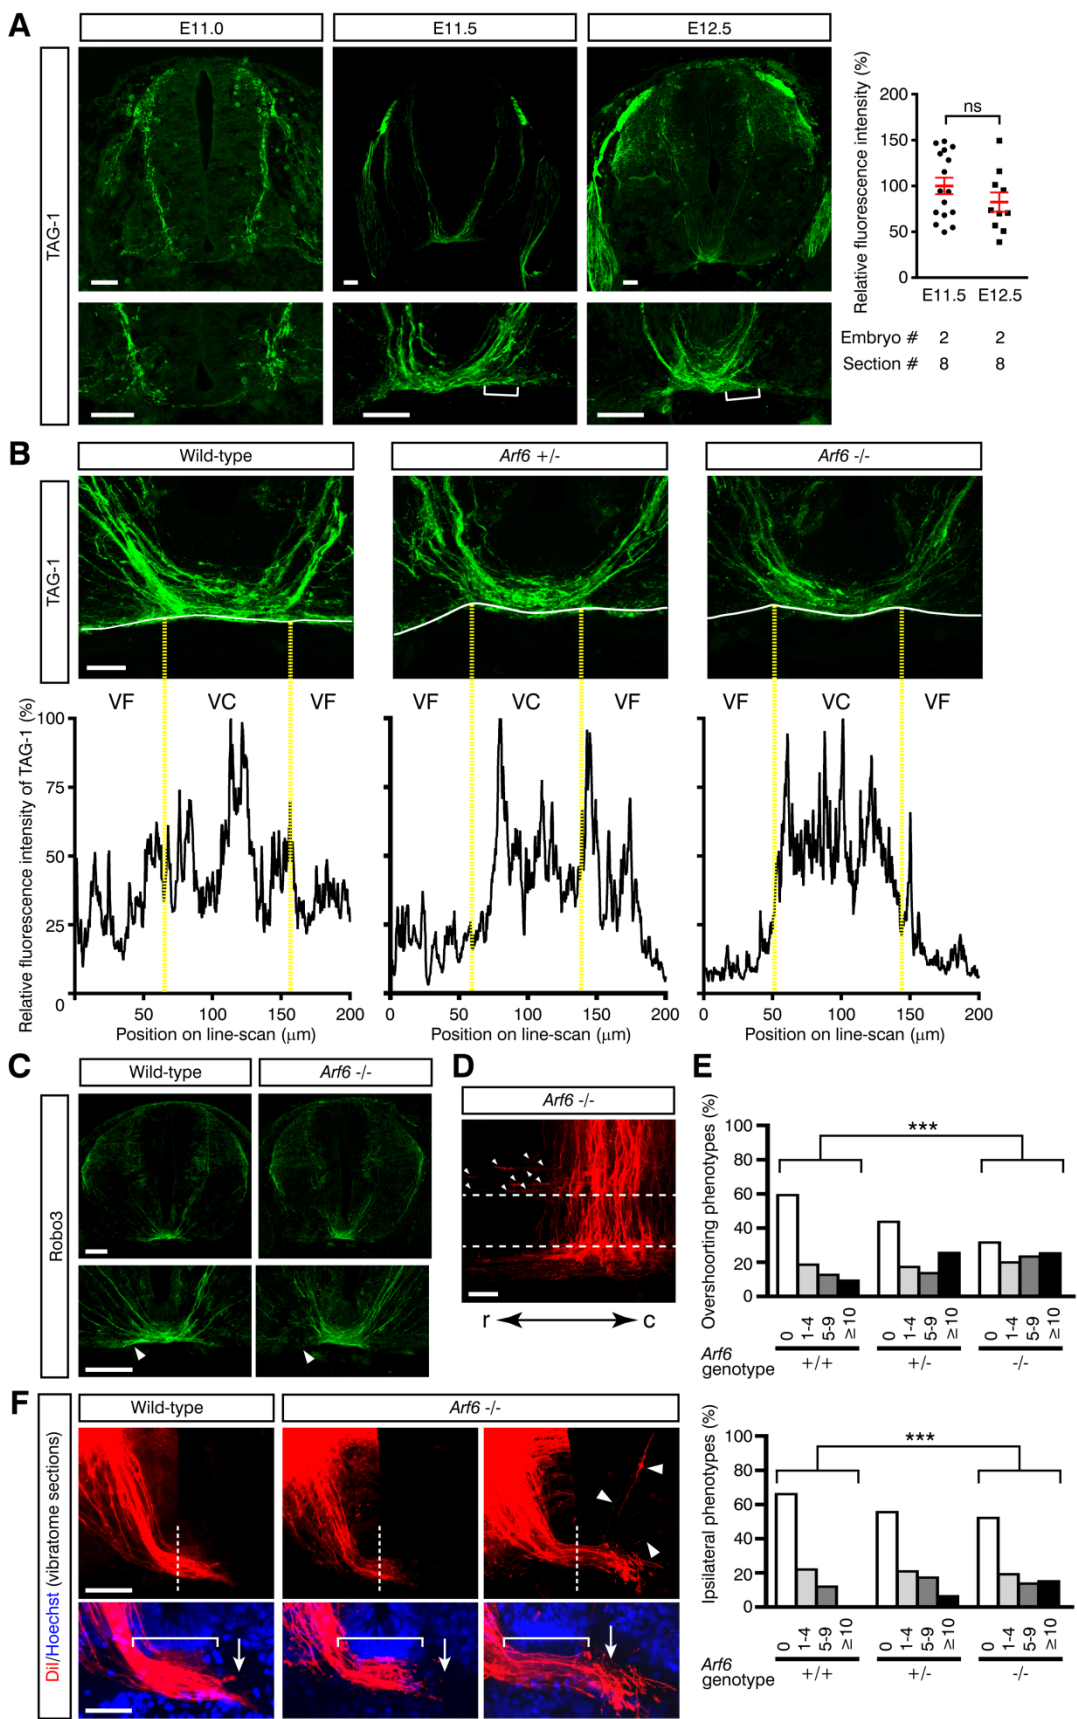 A
E11.0
E11.5
E12.5
TAG-1
Relative fluorescence intensity (%)
200
150
100
50
0
ns
E11.5
E12.5
Embryo # 2 2
Section # 8 8
B
Wild-type
Arf6 +/-
Arf6 -/-
TAG-1
VF VC VF
VF VC VF
VF VC VF
Relative fluorescence intensity of TAG-1 (%)
100
75
50
25
0
0 50 100 150 200
0 50 100 150 200
0 50 100 150 200
Position on line-scan (µm)
Position on line-scan (µm)
Position on line-scan (µm)
C
Wild-type
Arf6 -/-
Robo3
D
Arf6 -/-
r c
E
Overshoorting phenotypes (%)
100
80
60
40
20
0
***
0 1-4 5-9 ≥10
0 1-4 5-9 ≥10
0 1-4 5-9 ≥10
Arf6 genotype
+/+ +/- -/-
Ipsilateral phenotypes (%)
100
80
60
40
20
0
***
0 1-4 5-9 ≥10
0 1-4 5-9 ≥10
0 1-4 5-9 ≥10
Arf6 genotype
+/+ +/- -/-
F
Wild-type
Arf6 -/-
DiI/Hoechst (vibratome sections)